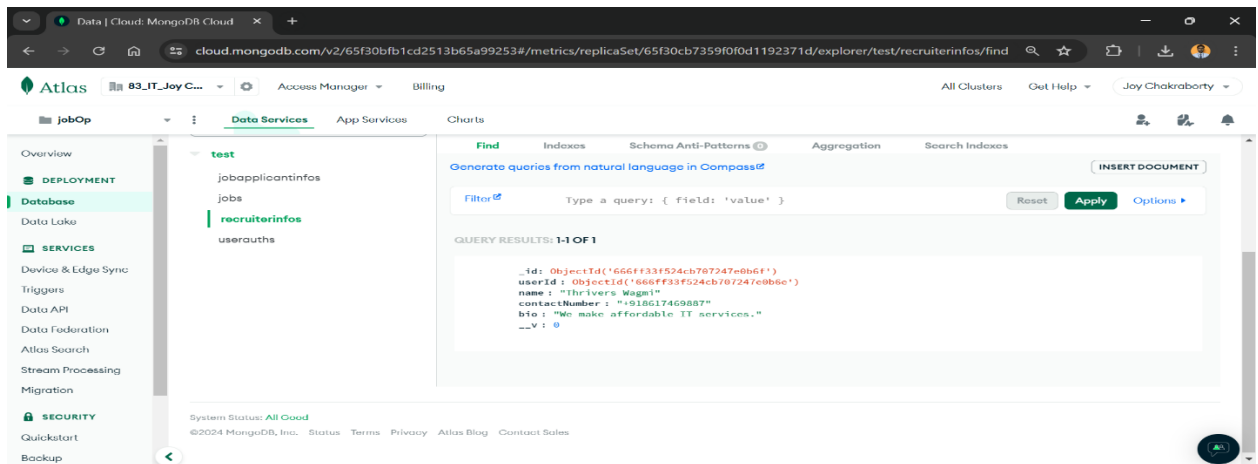 Data | Cloud: MongoDB Cloud
cloud.mongodb.com/v2/65f30bfb1cd2513b65a99253#/metrics/replicaSet/65f30cb7359f0f0d1192371d/explorer/test/recruiterinfos/find
Atlas 83_IT_Joy C... Access Manager Billing All Clusters Get Help Joy Chakraborty
jobOp Data Services App Services Charts
Overview
DEPLOYMENT
Database
Data Lake
SERVICES
Device & Edge Sync
Triggers
Data API
Data Federation
Atlas Search
Stream Processing
Migration
SECURITY
Quickstart
Backup
test
jobapplicantinfos
jobs
recruiterinfos
userauths
Find Indexes Schema Anti-Patterns 0 Aggregation Search Indexes
Generate queries from natural language in Compass
INSERT DOCUMENT
Filter Type a query: { field: 'value' } Reset Apply Options
QUERY RESULTS: 1-1 OF 1
_id: ObjectId('666ff33f524cb707247e0b6f')
userId : ObjectId('666ff33f524cb707247e0b6e')
name : "Thrivers Wagmi"
contactNumber : "+918617469887"
bio : "We make affordable IT services."
__v : 0
System Status: All Good
©2024 MongoDB, Inc. Status Terms Privacy Atlas Blog Contact Sales